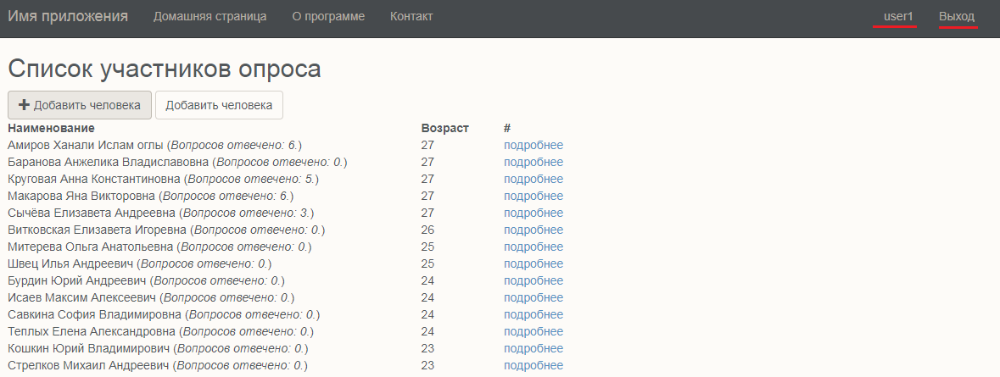 Имя приложения Домашняя страница О программе Контакт user1 Выход
Список участников опроса
Добавить человека Добавить человека
Наименование Возраст #
Амиров Ханали Ислам оглы (Вопросов отвечено: 6.) 27 подробнее
Баранова Анжелика Владиславовна (Вопросов отвечено: 0.) 27 подробнее
Круговая Анна Константиновна (Вопросов отвечено: 5.) 27 подробнее
Макарова Яна Викторовна (Вопросов отвечено: 6.) 27 подробнее
Сычёва Елизавета Андреевна (Вопросов отвечено: 3.) 27 подробнее
Витковская Елизавета Игоревна (Вопросов отвечено: 0.) 26 подробнее
Митерева Ольга Анатольевна (Вопросов отвечено: 0.) 25 подробнее
Швец Илья Андреевич (Вопросов отвечено: 0.) 25 подробнее
Бурдин Юрий Андреевич (Вопросов отвечено: 0.) 24 подробнее
Исаев Максим Алексеевич (Вопросов отвечено: 0.) 24 подробнее
Савкина София Владимировна (Вопросов отвечено: 0.) 24 подробнее
Теплых Елена Александровна (Вопросов отвечено: 0.) 24 подробнее
Кошкин Юрий Владимирович (Вопросов отвечено: 0.) 23 подробнее
Стрелков Михаил Андреевич (Вопросов отвечено: 0.) 23 подробнее